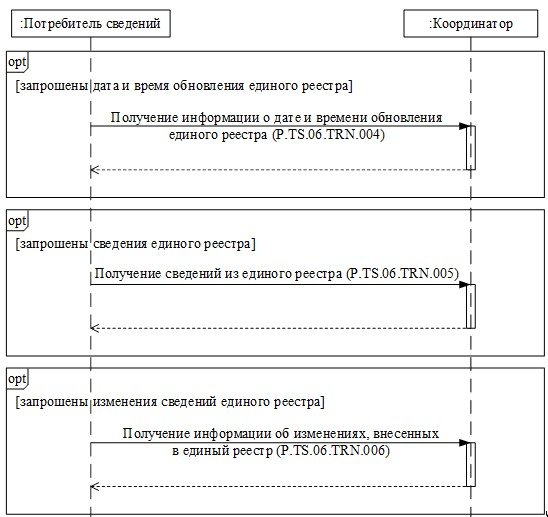 :Потребитель сведений
:Координатор
opt
[запрошены дата и время обновления единого реестра]
Получение информации о дате и времени обновления
единого реестра (P.TS.06.TRN.004)
opt
[запрошены сведения единого реестра]
Получение сведений из единого реестра (P.TS.06.TRN.005)
opt
[запрошены изменения сведений единого реестра]
Получение информации об изменениях, внесенных
в единый реестр (P.TS.06.TRN.006)